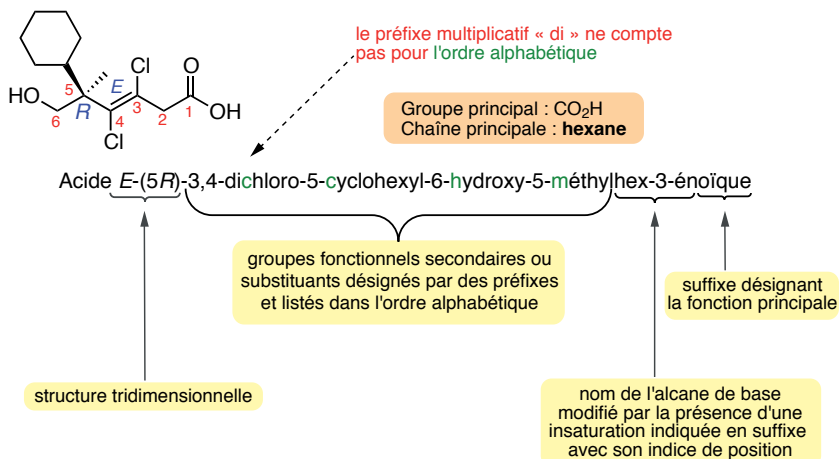 le préfixe multiplicatif « di » ne compte
pas pour l'ordre alphabétique
Cl
E
O
5
3
1
OH
HO
R
4
2
6
Cl
Groupe principal : CO₂H
Chaîne principale : hexane
Acide E-(5R)-3,4-dichloro-5-cyclohexyl-6-hydroxy-5-méthylhex-3-énoïque
groupes fonctionnels secondaires ou
substituants désignés par des préfixes
et listés dans l'ordre alphabétique
suffixe désignant
la fonction principale
structure tridimensionnelle
nom de l'alcane de base
modifié par la présence d'une
insaturation indiquée en suffixe
avec son indice de position